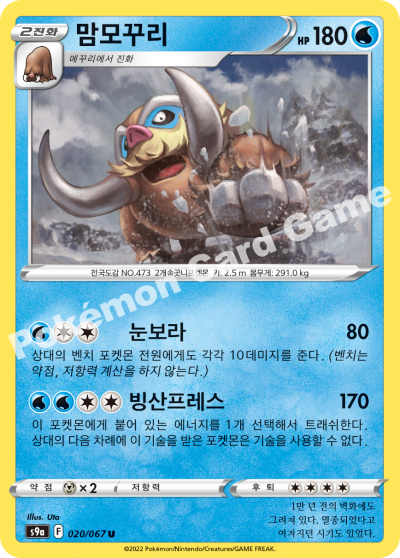 2진화 맘모꾸리 HP 180
메꾸리에서 진화
전국도감 NO.473 2개송곳니포켓몬 키: 2.5 m 몸무게: 291.0 kg
눈보라 80
상대의 벤치 포켓몬 전원에게도 각각 10데미지를 준다. (벤치는
약점, 저항력 계산을 하지 않는다.)
빙산프레스 170
이 포켓몬에게 붙어 있는 에너지를 1개 선택해서 트래쉬한다.
상대의 다음 차례에 이 기술을 받은 포켓몬은 기술을 사용할 수 없다.
약점 ×2 저항력 후퇴
Illus. Uta
s9a F 020/067 U
1만 년 전의 벽화에도
그려져 있다. 멸종되었다고
여겨지던 시기도 있었다.
©2022 Pokémon/Nintendo/Creatures/GAME FREAK.
Pokémon Card Game